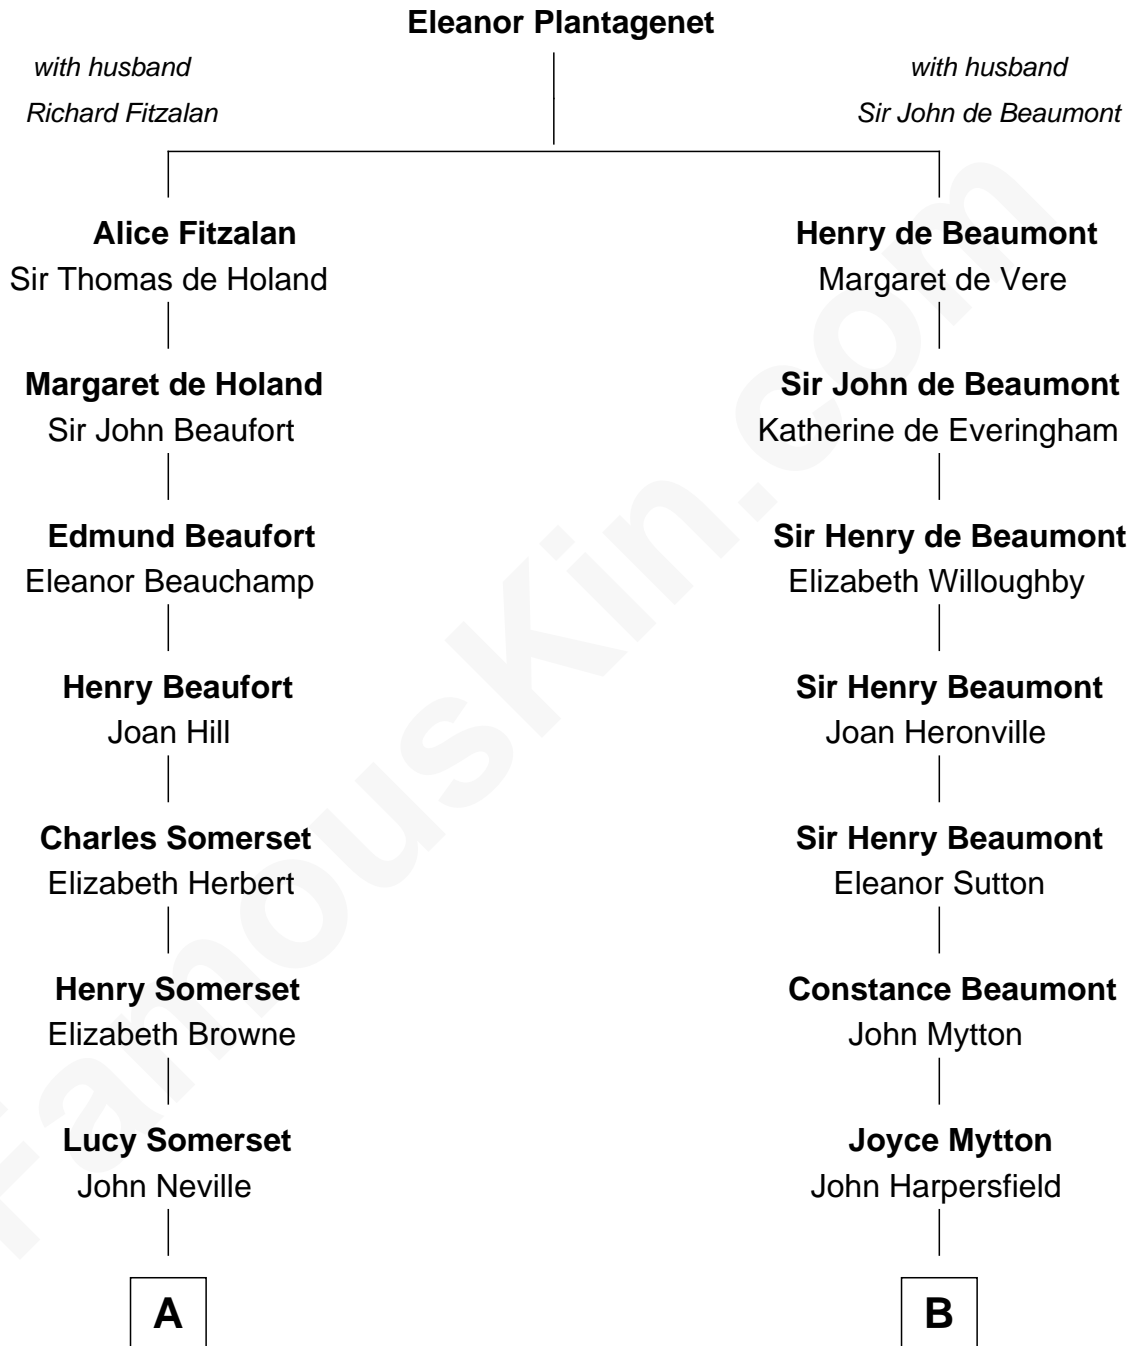 Eleanor Plantagenet
with husband
Richard Fitzalan
with husband
Sir John de Beaumont
Alice Fitzalan
Sir Thomas de Holand
Henry de Beaumont
Margaret de Vere
Margaret de Holand
Sir John Beaufort
Sir John de Beaumont
Katherine de Everingham
Edmund Beaufort
Eleanor Beauchamp
Sir Henry de Beaumont
Elizabeth Willoughby
Henry Beaufort
Joan Hill
Sir Henry Beaumont
Joan Heronville
Charles Somerset
Elizabeth Herbert
Sir Henry Beaumont
Eleanor Sutton
Henry Somerset
Elizabeth Browne
Constance Beaumont
John Mytton
Lucy Somerset
John Neville
Joyce Mytton
John Harpersfield
A
B
FamousKin.com